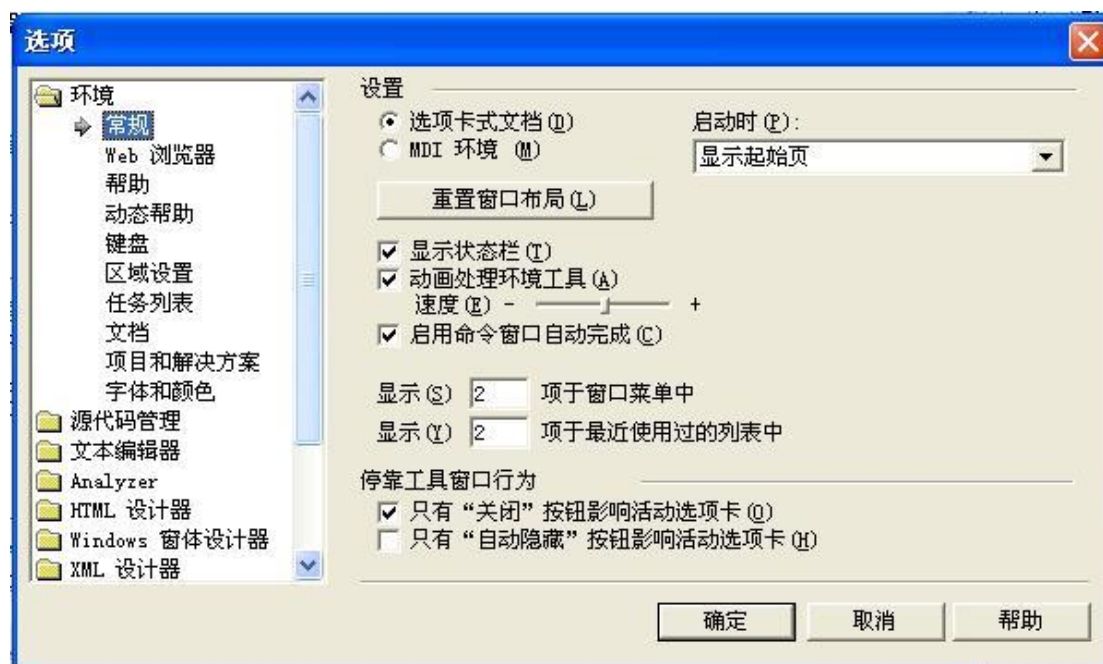 选项
环境
常规
Web 浏览器
帮助
动态帮助
键盘
区域设置
任务列表
文档
项目和解决方案
字体和颜色
源代码管理
文本编辑器
Analyzer
HTML 设计器
Windows 窗体设计器
XML 设计器
设置
选项卡式文档(D)
MDI 环境 (M)
启动时(P):
显示起始页
重置窗口布局(L)
显示状态栏(T)
动画处理环境工具(A)
速度(E) - +
启用命令窗口自动完成(C)
显示(S) 2 项于窗口菜单中
显示(Y) 2 项于最近使用过的列表中
停靠工具窗口行为
只有“关闭”按钮影响活动选项卡(O)
只有“自动隐藏”按钮影响活动选项卡(H)
确定 取消 帮助